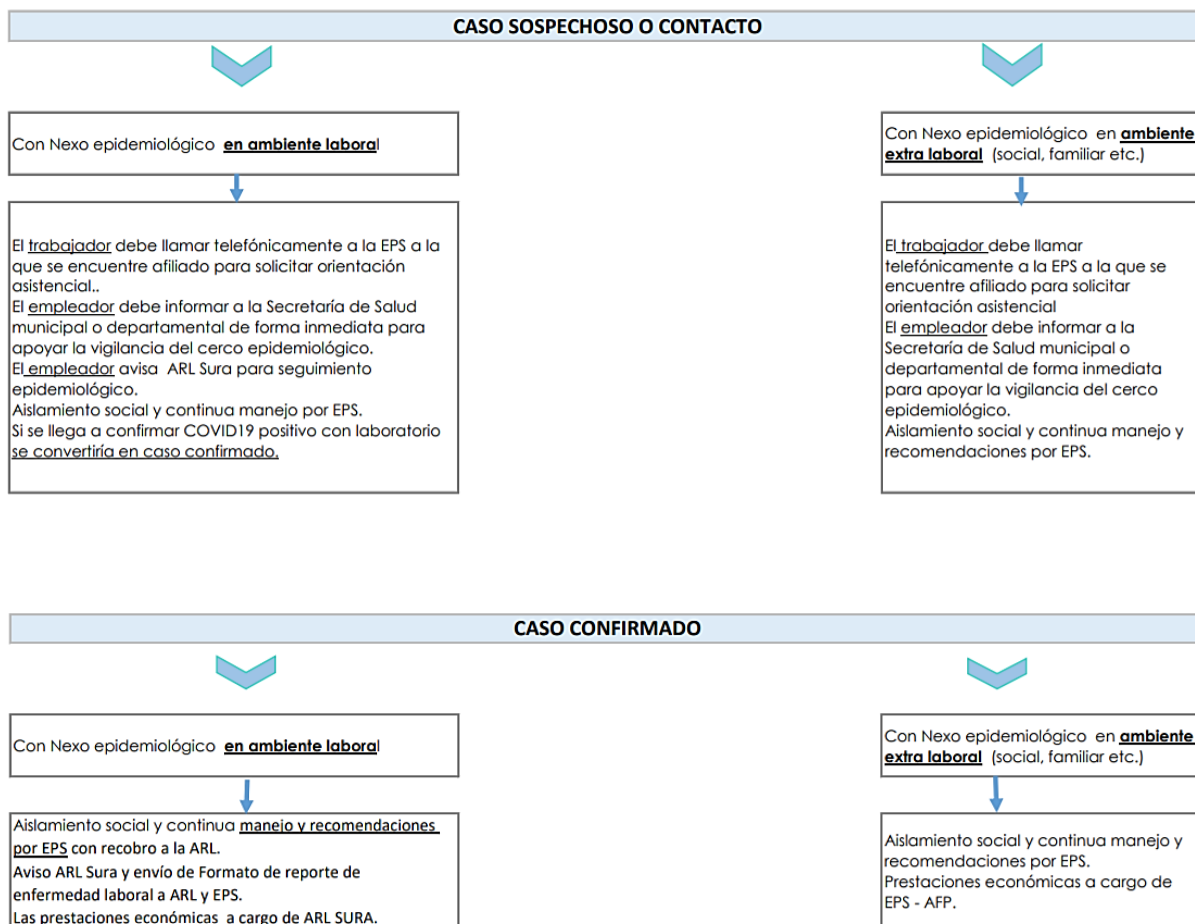 CASO SOSPECHOSO O CONTACTO
Con Nexo epidemiológico en ambiente laboral
El trabajador debe llamar telefónicamente a la EPS a la
que se encuentre afiliado para solicitar orientación
asistencial..
El empleador debe informar a la Secretaría de Salud
municipal o departamental de forma inmediata para
apoyar la vigilancia del cerco epidemiológico.
El empleador avisa ARL Sura para seguimiento
epidemiológico.
Aislamiento social y continua manejo por EPS.
Si se llega a confirmar COVID19 positivo con laboratorio
se convertiría en caso confirmado.
Con Nexo epidemiológico en ambiente
extra laboral (social, familiar etc.)
El trabajador debe llamar
telefónicamente a la EPS a la que se
encuentre afiliado para solicitar
orientación asistencial
El empleador debe informar a la
Secretaría de Salud municipal o
departamental de forma inmediata
para apoyar la vigilancia del cerco
epidemiológico.
Aislamiento social y continua manejo y
recomendaciones por EPS.
CASO CONFIRMADO
Con Nexo epidemiológico en ambiente laboral
Aislamiento social y continua manejo y recomendaciones
por EPS con recobro a la ARL.
Aviso ARL Sura y envío de Formato de reporte de
enfermedad laboral a ARL y EPS.
Las prestaciones económicas a cargo de ARL SURA.
Con Nexo epidemiológico en ambiente
extra laboral (social, familiar etc.)
Aislamiento social y continua manejo y
recomendaciones por EPS.
Prestaciones económicas a cargo de
EPS - AFP.